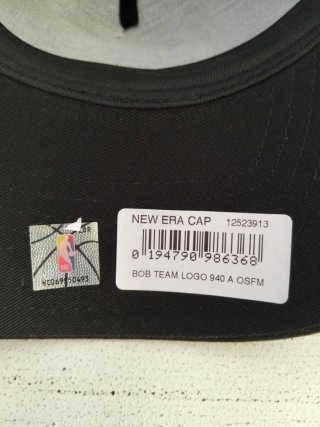 NEW ERA CAP 12523913
0 194790 986368
BOB TEAM LOGO 940 A OSFM